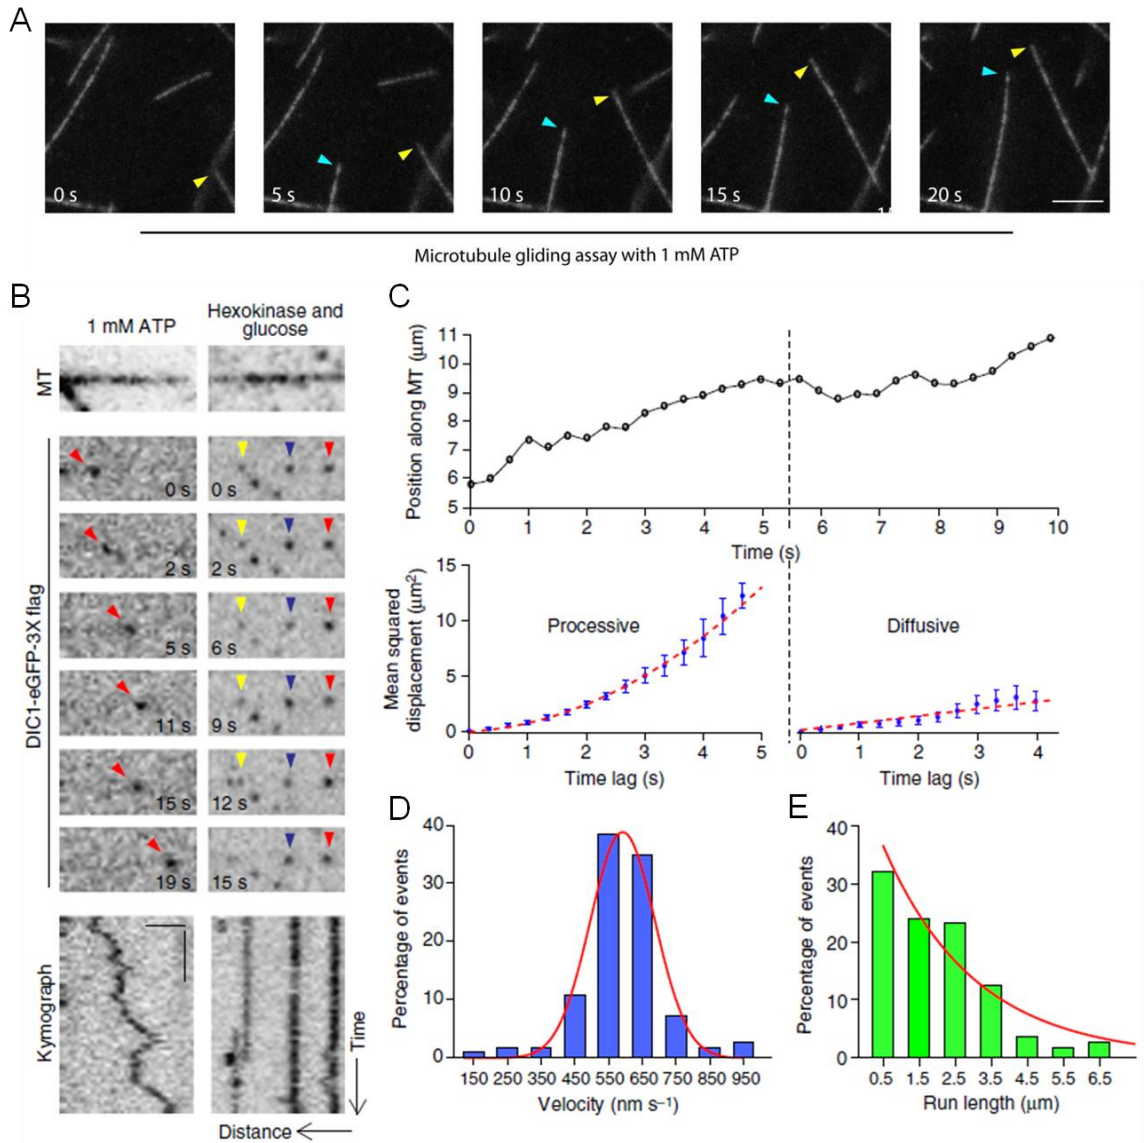 A
0 s
5 s
10 s
15 s
20 s
Microtubule gliding assay with 1 mM ATP
B
1 mM ATP
Hexokinase and
glucose
MT
DIC1-eGFP-3X flag
0 s
0 s
2 s
2 s
5 s
6 s
11 s
9 s
15 s
12 s
19 s
15 s
Kymograph
Time
Distance
C
Position along MT (μm)
11
10
9
8
7
6
5
0 1 2 3 4 5 6 7 8 9 10
Time (s)
Mean squared
displacement (μm²)
15
10
5
0
Processive
Diffusive
0 1 2 3 4 5
0 1 2 3 4
Time lag (s)
Time lag (s)
D
Percentage of events
40
30
20
10
0
150 250 350 450 550 650 750 850 950
Velocity (nm s⁻¹)
E
Percentage of events
40
30
20
10
0
0.5 1.5 2.5 3.5 4.5 5.5 6.5
Run length (μm)